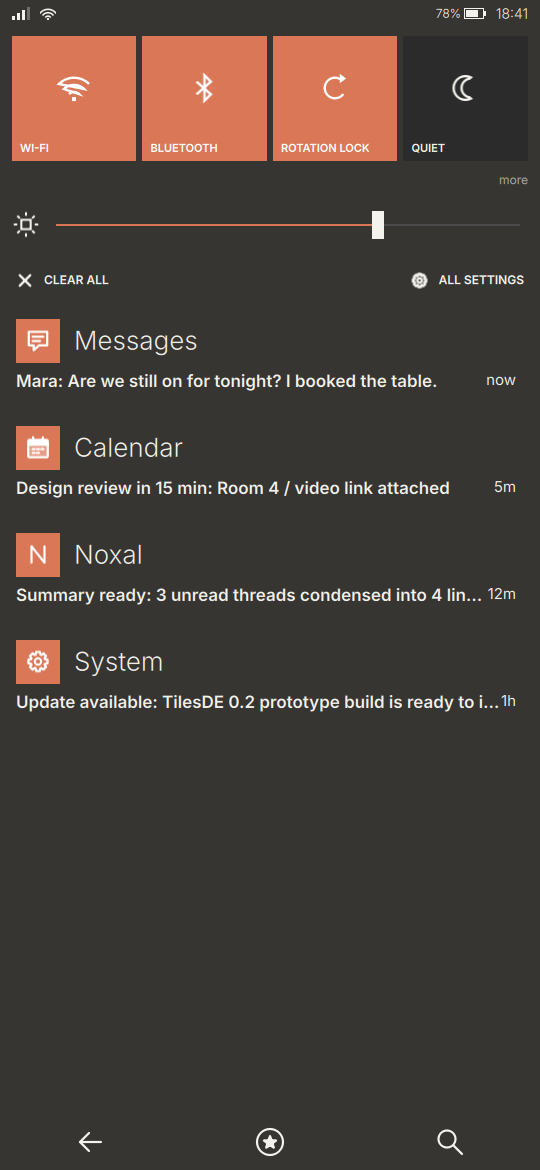 78% 18:41
WI-FI BLUETOOTH ROTATION LOCK QUIET
more
CLEAR ALL ALL SETTINGS
Messages
Mara: Are we still on for tonight? I booked the table. now
Calendar
Design review in 15 min: Room 4 / video link attached 5m
N Noxal
Summary ready: 3 unread threads condensed into 4 lin... 12m
System
Update available: TilesDE 0.2 prototype build is ready to i... 1h